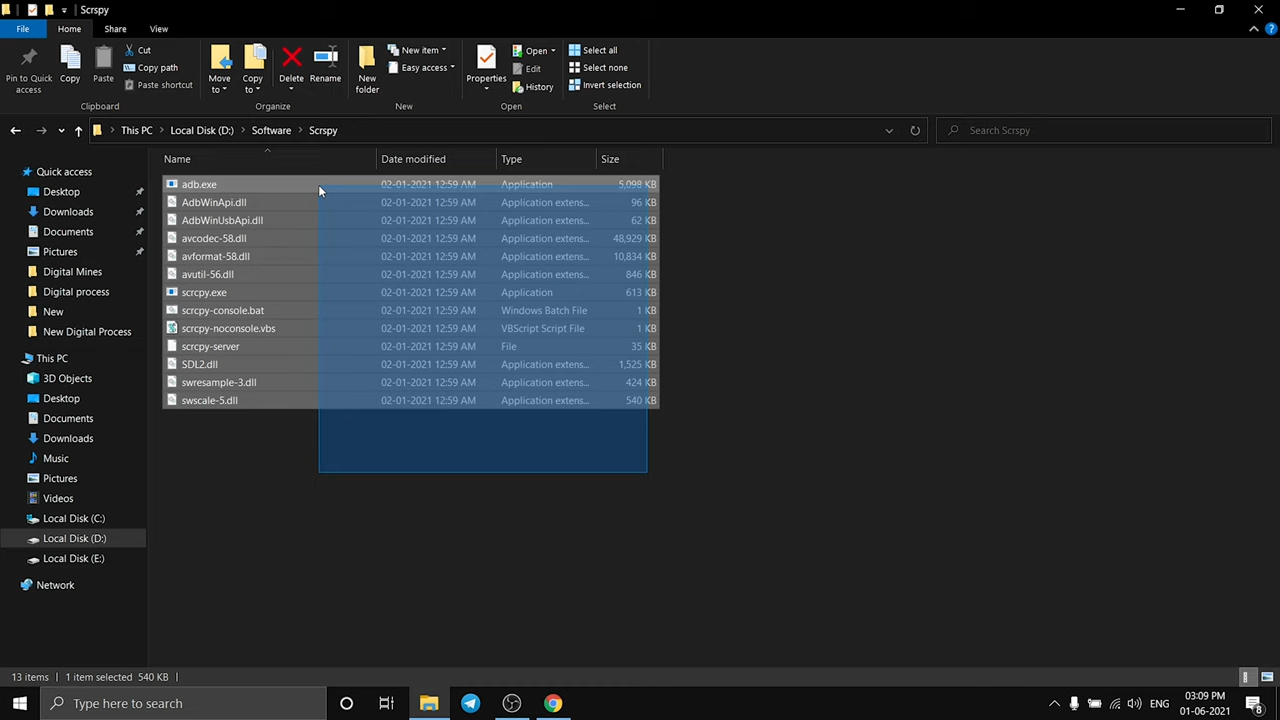 Scrspy
File Home Share View
Pin to Quick access
Copy
Paste
Cut
Copy path
Paste shortcut
Clipboard
Move to
Copy to
Delete
Rename
Organize
New folder
New item
Easy access
New
Properties
Open
Edit
History
Open
Select all
Select none
Invert selection
Select
This PC Local Disk (D:) Software Scrspy
Search Scrspy
Name Date modified Type Size
adb.exe 02-01-2021 12:59 AM Application 5,098 KB
AdbWinApi.dll 02-01-2021 12:59 AM Application extens... 96 KB
AdbWinUsbApi.dll 02-01-2021 12:59 AM Application extens... 62 KB
avcodec-58.dll 02-01-2021 12:59 AM Application extens... 48,929 KB
avformat-58.dll 02-01-2021 12:59 AM Application extens... 10,834 KB
avutil-56.dll 02-01-2021 12:59 AM Application extens... 846 KB
scrcpy.exe 02-01-2021 12:59 AM Application 613 KB
scrcpy-console.bat 02-01-2021 12:59 AM Windows Batch File 1 KB
scrcpy-noconsole.vbs 02-01-2021 12:59 AM VBScript Script File 1 KB
scrcpy-server 02-01-2021 12:59 AM File 35 KB
SDL2.dll 02-01-2021 12:59 AM Application extens... 1,525 KB
swresample-3.dll 02-01-2021 12:59 AM Application extens... 424 KB
swscale-5.dll 02-01-2021 12:59 AM Application extens... 540 KB
Quick access
Desktop
Downloads
Documents
Pictures
Digital Mines
Digital process
New
New Digital Process
This PC
3D Objects
Desktop
Documents
Downloads
Music
Pictures
Videos
Local Disk (C:)
Local Disk (D:)
Local Disk (E:)
Network
13 items 1 item selected 540 KB
Type here to search
ENG
03:09 PM
01-06-2021
8